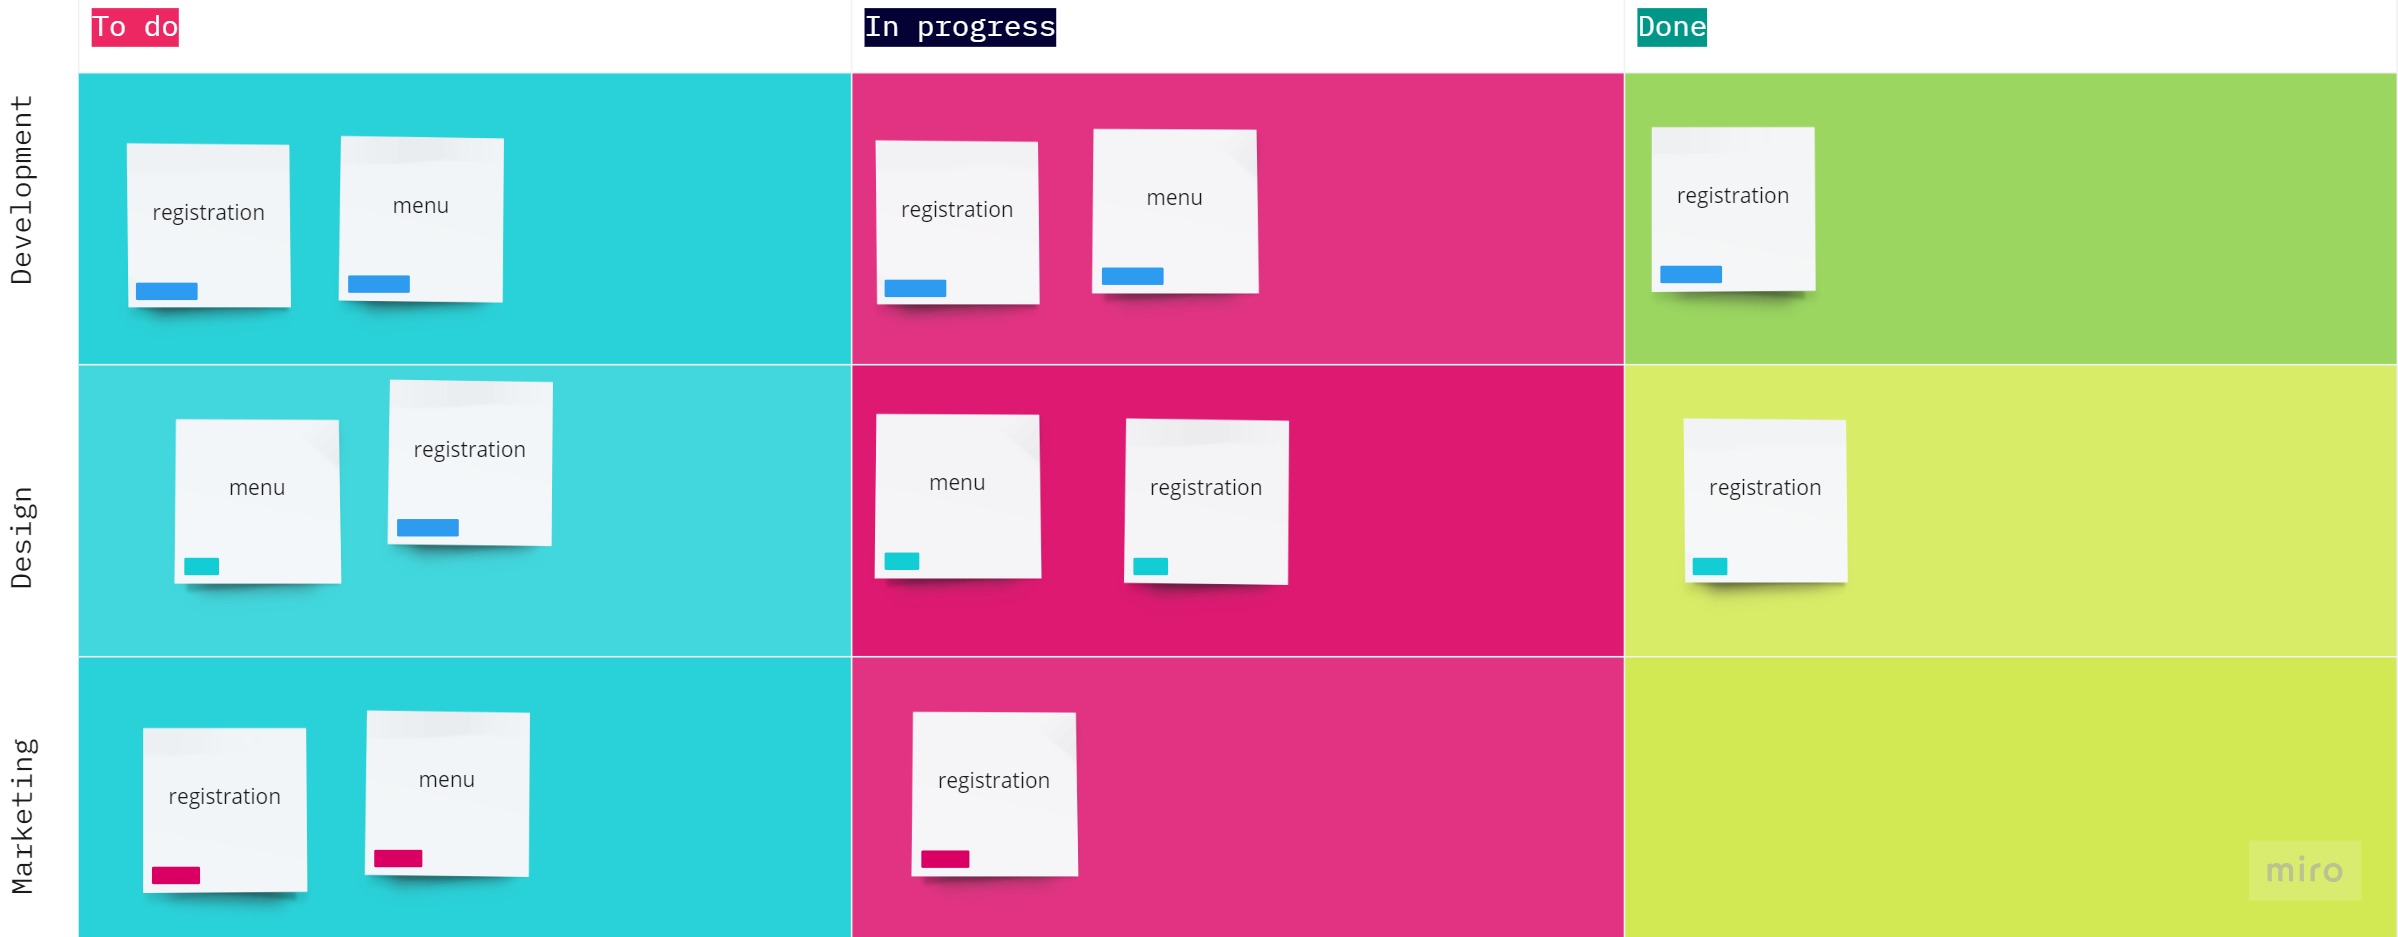 To do
In progress
Done
Development
registration
menu
registration
menu
registration
Design
menu
registration
menu
registration
registration
Marketing
registration
menu
registration
miro